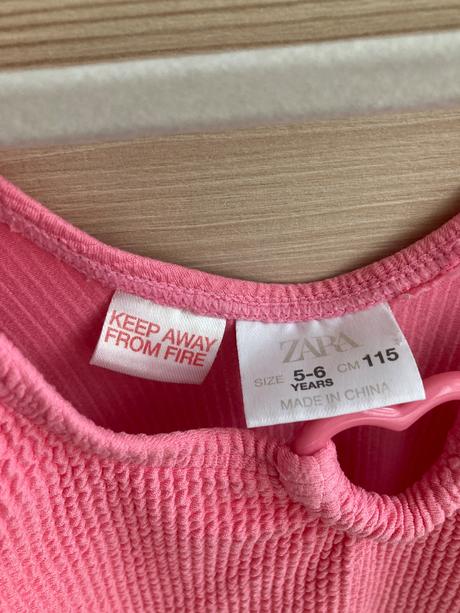 KEEP AWAY
FROM FIRE
ZARA
SIZE 5-6 YEARS CM 115
MADE IN CHINA